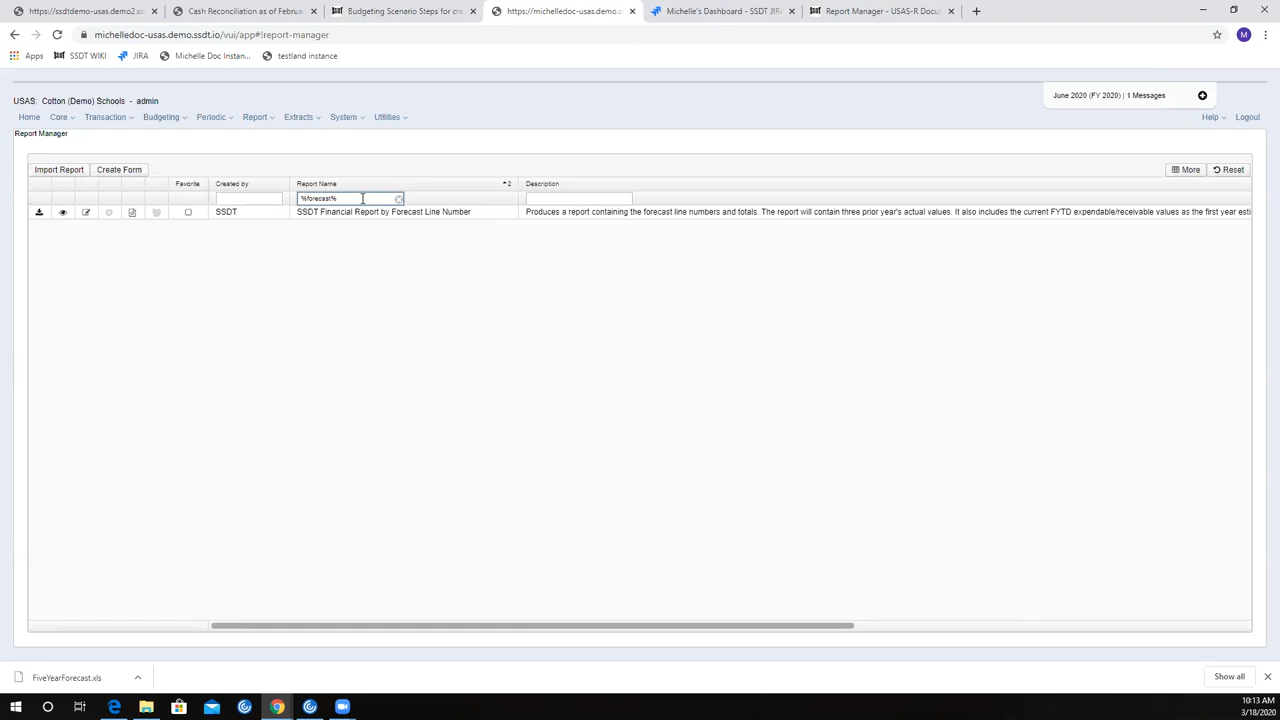 https://ssdtdemo-usas.demo2.ss
Cash Reconciliation as of Februa
Budgeting Scenario Steps for cre
https://michelledoc-usas.demo.s
Michelle's Dashboard - SSDT JIRA
Report Manager - USAS-R Docu
michelledoc-usas.demo.ssdt.io/vui/app#!report-manager
M
Apps
SSDT WIKI
JIRA
Michelle Doc Instan...
testland instance
June 2020 (FY 2020) | 1 Messages
USAS: Cotton (Demo) Schools - admin
Home Core Transaction Budgeting Periodic Report Extracts System Utilities Help Logout
Report Manager
Import Report Create Form More Reset
Favorite Created by Report Name 2 Description
%forecast%
SSDT SSDT Financial Report by Forecast Line Number Produces a report containing the forecast line numbers and totals. The report will contain three prior year's actual values. It also includes the current FYTD expendable/receivable values as the first year esti
FiveYearForecast.xls
Show all
10:13 AM
3/18/2020